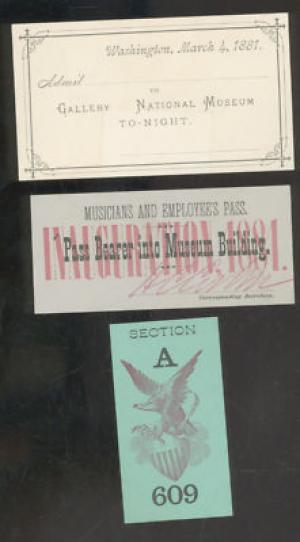 Washington, March 4, 1881.
Admit
TO
GALLERY NATIONAL MUSEUM
TO-NIGHT.
MUSICIANS AND EMPLOYEE'S PASS.
INAUGURATION 1881.
Pass Bearer into Museum Building.
Corresponding Secretary.
SECTION
A
609